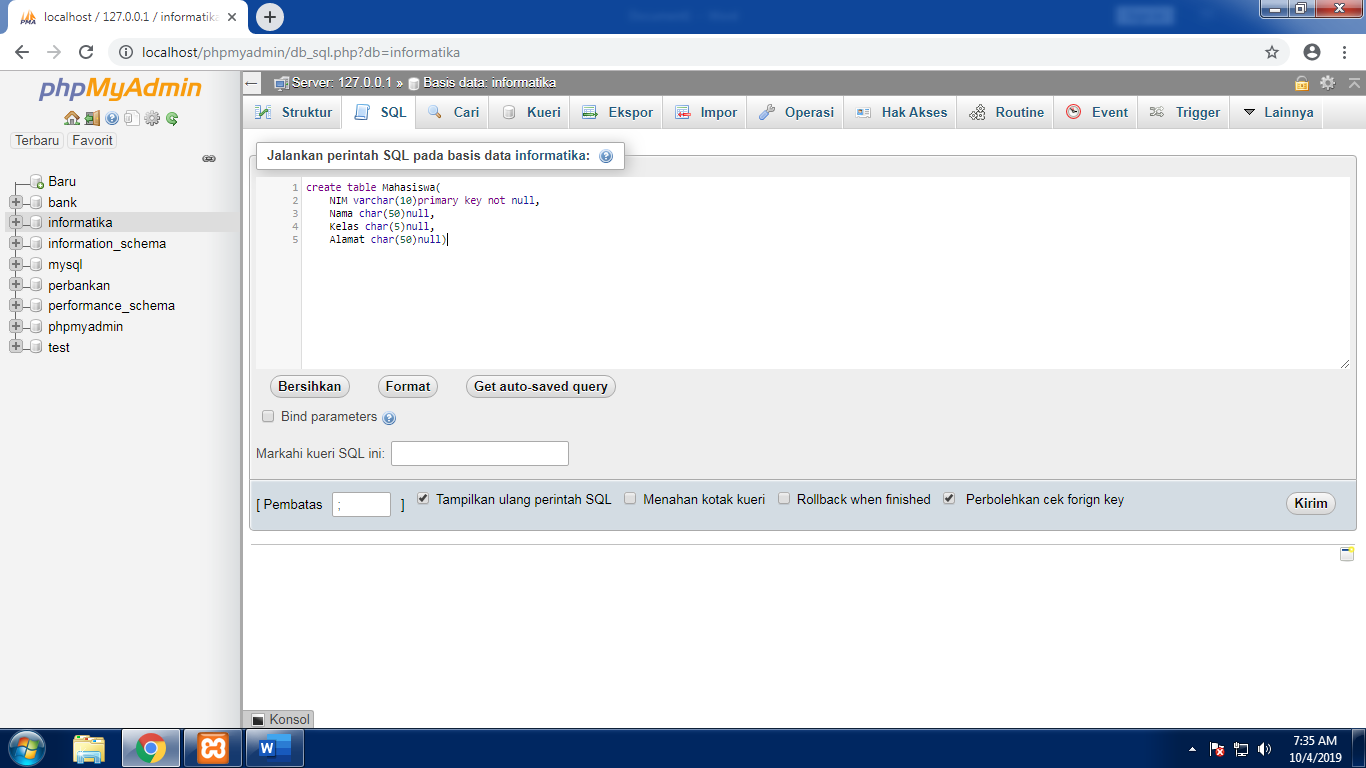 localhost / 127.0.0.1 / informatika
localhost/phpmyadmin/db_sql.php?db=informatika
phpMyAdmin
Terbaru Favorit
Baru
bank
informatika
information_schema
mysql
perbankan
performance_schema
phpmyadmin
test
Server: 127.0.0.1 » Basis data: informatika
Struktur SQL Cari Kueri Ekspor Impor Operasi Hak Akses Routine Event Trigger Lainnya
Jalankan perintah SQL pada basis data informatika:
1 create table Mahasiswa(
2 NIM varchar(10)primary key not null,
3 Nama char(50)null,
4 Kelas char(5)null,
5 Alamat char(50)null)
Bersihkan Format Get auto-saved query
Bind parameters
Markahi kueri SQL ini:
[ Pembatas ; ] Tampilkan ulang perintah SQL Menahan kotak kueri Rollback when finished Perbolehkan cek forign key Kirim
Konsol
7:35 AM
10/4/2019